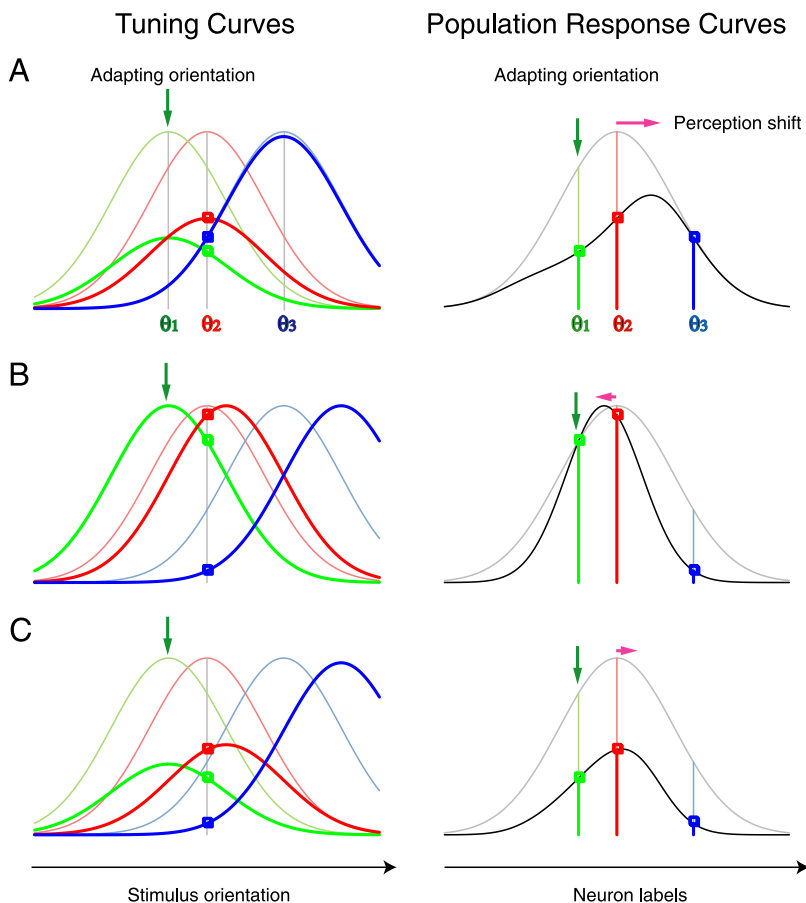 Tuning Curves
Population Response Curves
A
Adapting orientation
Adapting orientation
Perception shift
θ1 θ2 θ3
θ1 θ2 θ3
B
C
Stimulus orientation
Neuron labels